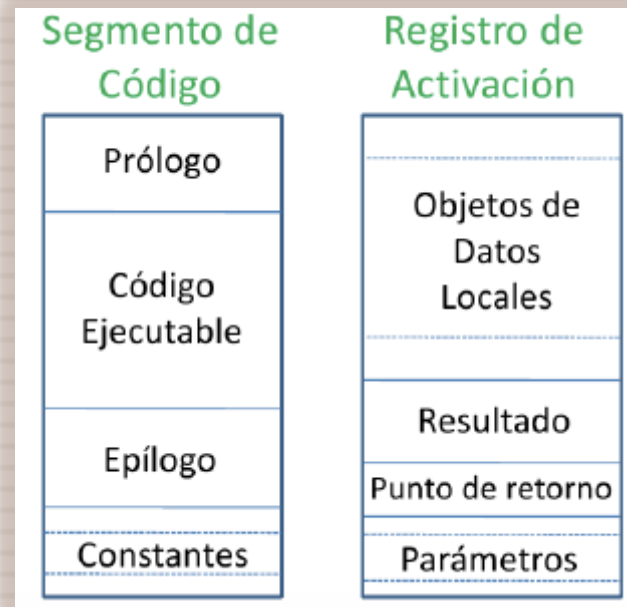 Segmento de
Código
Prólogo
Código
Ejecutable
Epílogo
Constantes
Registro de
Activación
Objetos de
Datos
Locales
Resultado
Punto de retorno
Parámetros